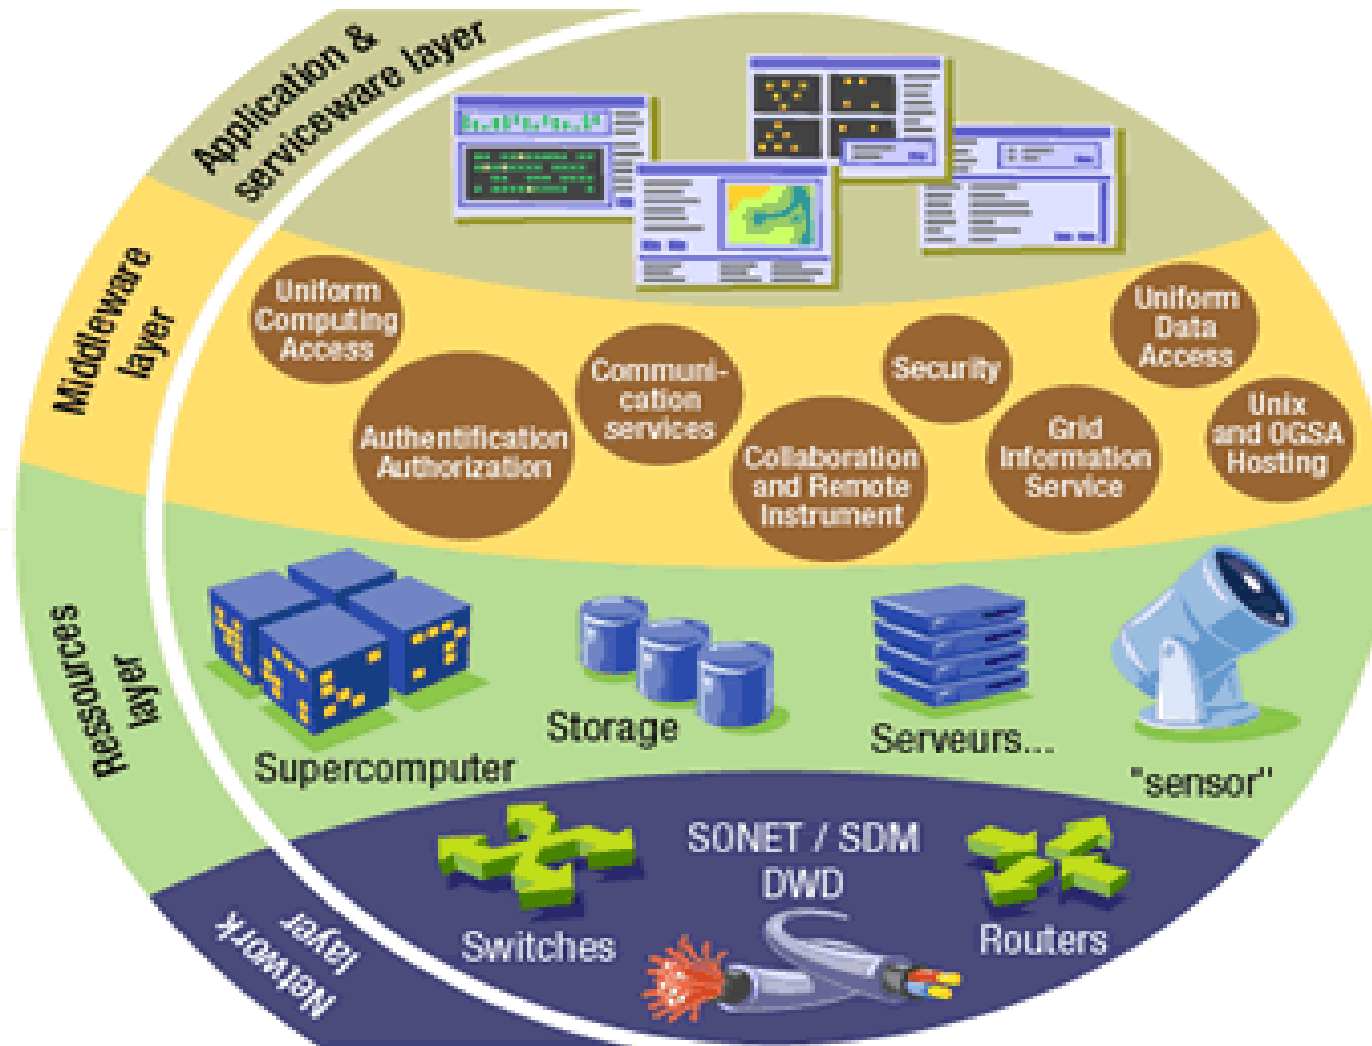 Application &
serviceware layer
Middleware
layer
Uniform
Computing
Access
Authentification
Authorization
Communi-
cation
services
Collaboration
and Remote
Instrument
Security
Grid
Information
Service
Uniform
Data
Access
Unix
and OGSA
Hosting
Ressources
layer
Supercomputer
Storage
Serveurs...
"sensor"
Network
layer
Switches
SONET / SDM
DWD
Routers